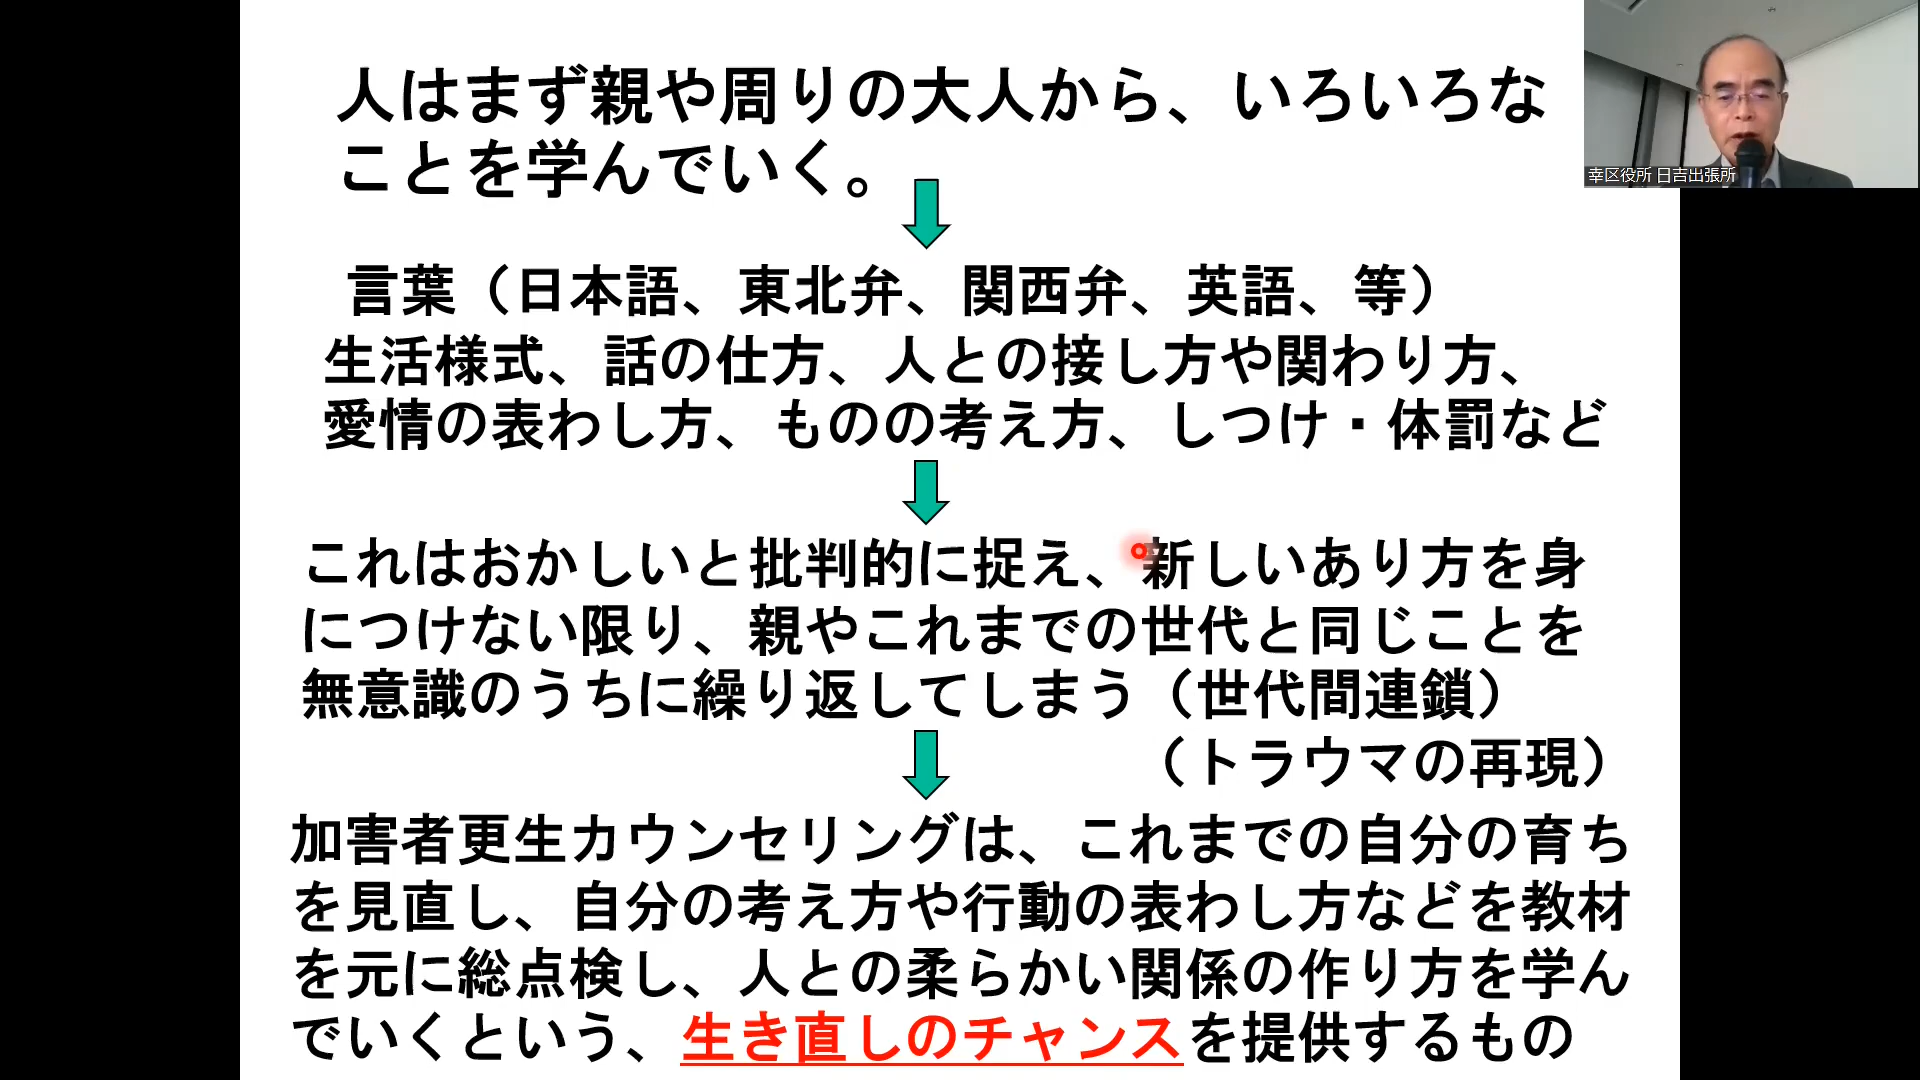 人はまず親や周りの大人から、いろいろな
ことを学んでいく。
幸区役所 日吉出張所
言葉（日本語、東北弁、関西弁、英語、等）
生活様式、話の仕方、人との接し方や関わり方、
愛情の表わし方、ものの考え方、しつけ・体罰など
これはおかしいと批判的に捉え、新しいあり方を身
につけない限り、親やこれまでの世代と同じことを
無意識のうちに繰り返してしまう（世代間連鎖）
（トラウマの再現）
加害者更生カウンセリングは、これまでの自分の育ち
を見直し、自分の考え方や行動の表わし方などを教材
を元に総点検し、人との柔らかい関係の作り方を学ん
でいくという、生き直しのチャンスを提供するもの